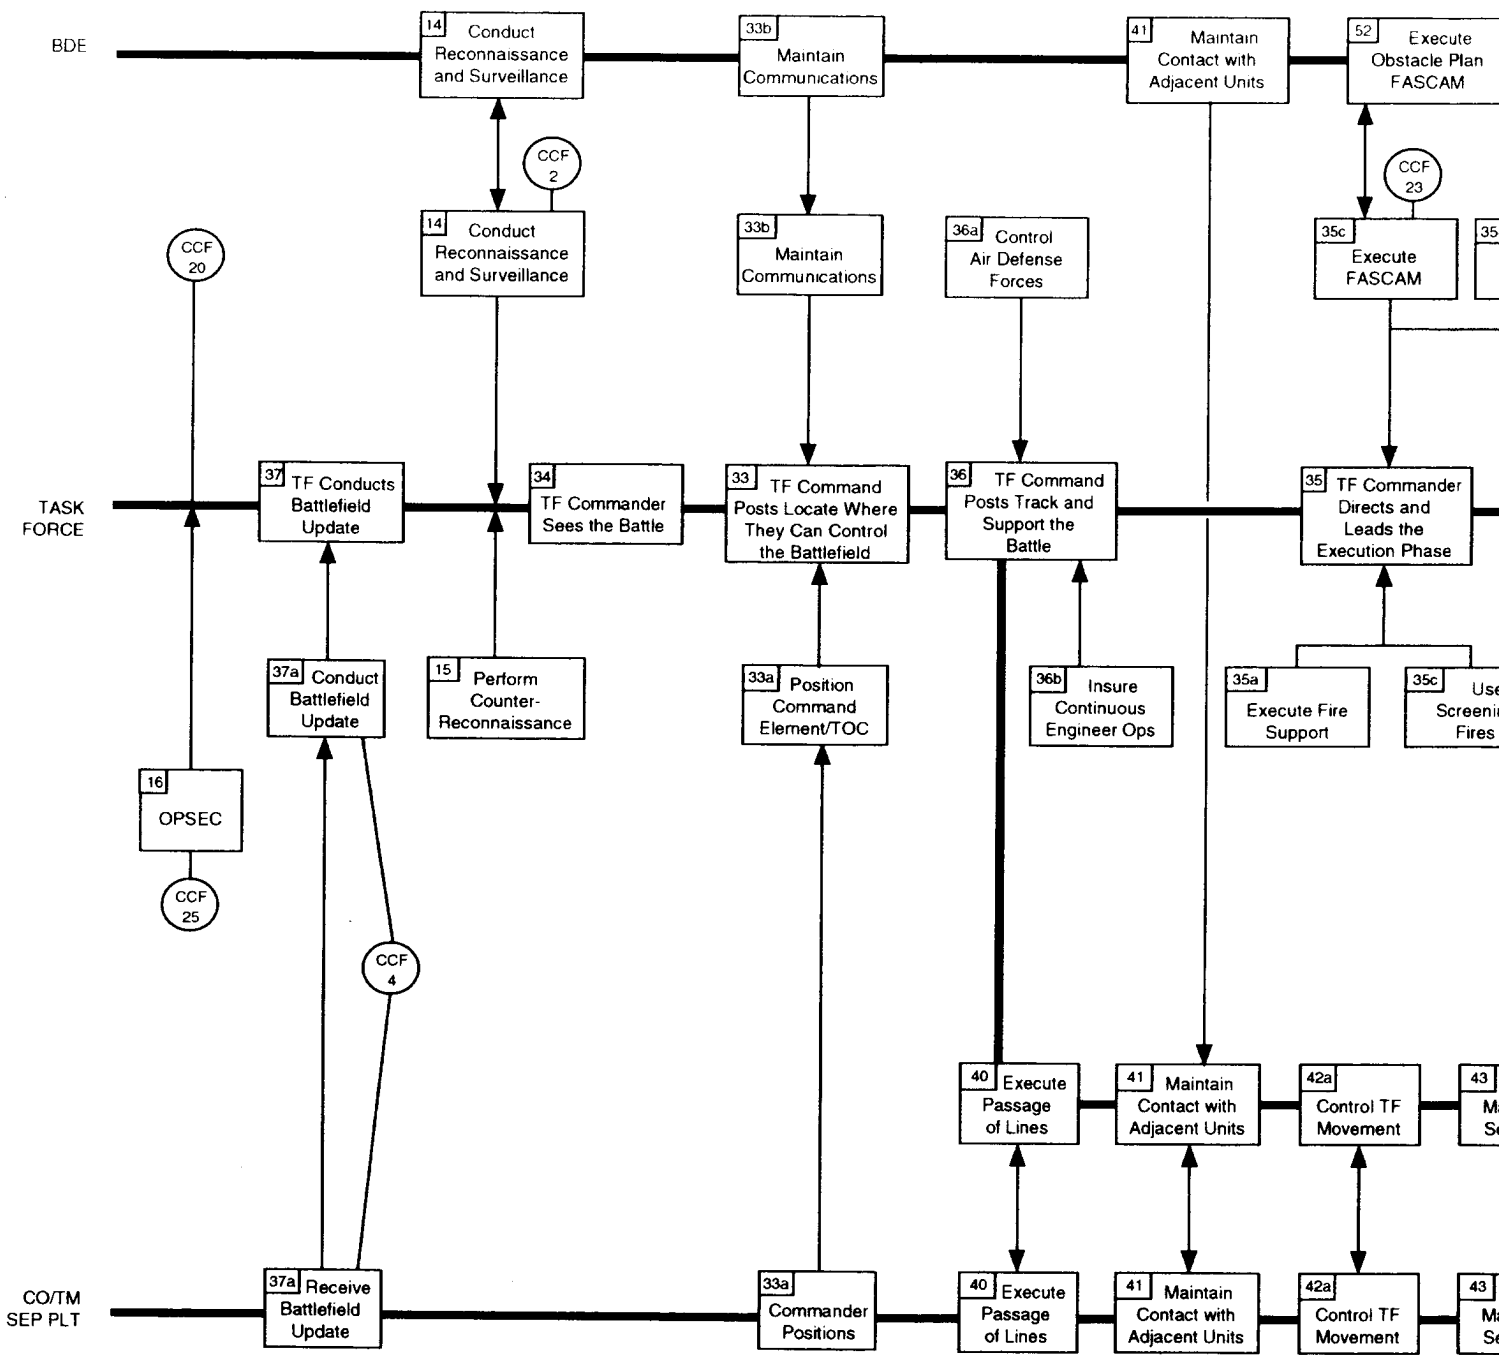 BDE
14
Conduct
Reconnaissance
and Surveillance
33b
Maintain
Communications
41
Maintain
Contact with
Adjacent Units
52
Execute
Obstacle Plan
FASCAM
CCF
2
CCF
23
CCF
20
14
Conduct
Reconnaissance
and Surveillance
33b
Maintain
Communications
36a
Control
Air Defense
Forces
35c
Execute
FASCAM
35
TASK
FORCE
37
TF Conducts
Battlefield
Update
34
TF Commander
Sees the Battle
33
TF Command
Posts Locate Where
They Can Control
the Battlefield
36
TF Command
Posts Track and
Support the
Battle
35
TF Commander
Directs and
Leads the
Execution Phase
37a
Conduct
Battlefield
Update
15
Perform
Counter-
Reconnaissance
33a
Position
Command
Element/TOC
36b
Insure
Continuous
Engineer Ops
35a
Execute Fire
Support
35c
Use
Screenin
Fires
16
OPSEC
CCF
25
CCF
4
40
Execute
Passage
of Lines
41
Maintain
Contact with
Adjacent Units
42a
Control TF
Movement
43
Ma
Se
CO/TM
SEP PLT
37a
Receive
Battlefield
Update
33a
Commander
Positions
40
Execute
Passage
of Lines
41
Maintain
Contact with
Adjacent Units
42a
Control TF
Movement
43
Ma
Se